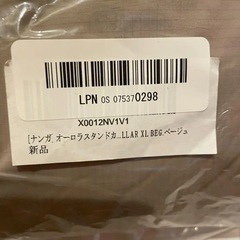 LPN OS 075370298
X0012NV1V1
[ナンガ] オーロラスタンドカ...LLAR XL BEG ベージュ
新品